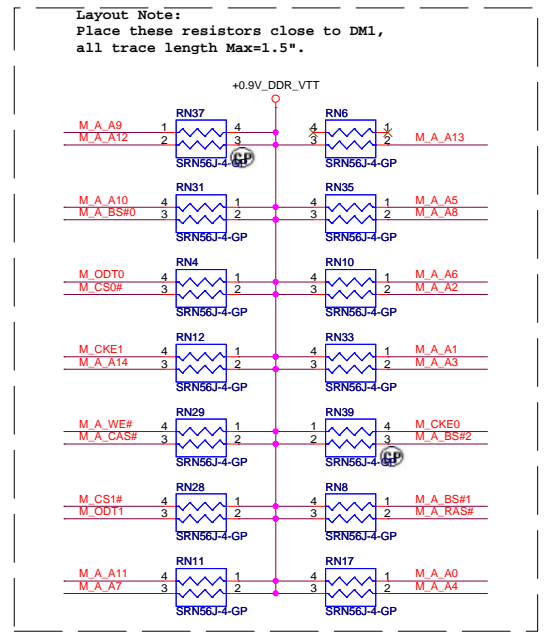 Layout Note:
Place these resistors close to DM1,
all trace length Max=1.5".
+0.9V_DDR_VTT
RN37 RN6
M_A_A9 1 4 4 1
M_A_A12 2 3 3 2 M_A_A13
SRN56J-4-GP GP SRN56J-4-GP
RN31 RN35
M_A_A10 4 1 4 1 M_A_A5
M_A_BS#0 3 2 3 2 M_A_A8
SRN56J-4-GP SRN56J-4-GP
RN4 RN10
M_ODT0 4 1 4 1 M_A_A6
M_CS0# 3 2 3 2 M_A_A2
SRN56J-4-GP SRN56J-4-GP
RN12 RN33
M_CKE1 4 1 4 1 M_A_A1
M_A_A14 3 2 3 2 M_A_A3
SRN56J-4-GP SRN56J-4-GP
RN29 RN39
M_A_WE# 4 1 1 4 M_CKE0
M_A_CAS# 3 2 2 3 M_A_BS#2
SRN56J-4-GP SRN56J-4-GP GP
RN28 RN8
M_CS1# 4 1 4 1 M_A_BS#1
M_ODT1 3 2 3 2 M_A_RAS#
SRN56J-4-GP SRN56J-4-GP
RN11 RN17
M_A_A11 4 1 4 1 M_A_A0
M_A_A7 3 2 3 2 M_A_A4
SRN56J-4-GP SRN56J-4-GP